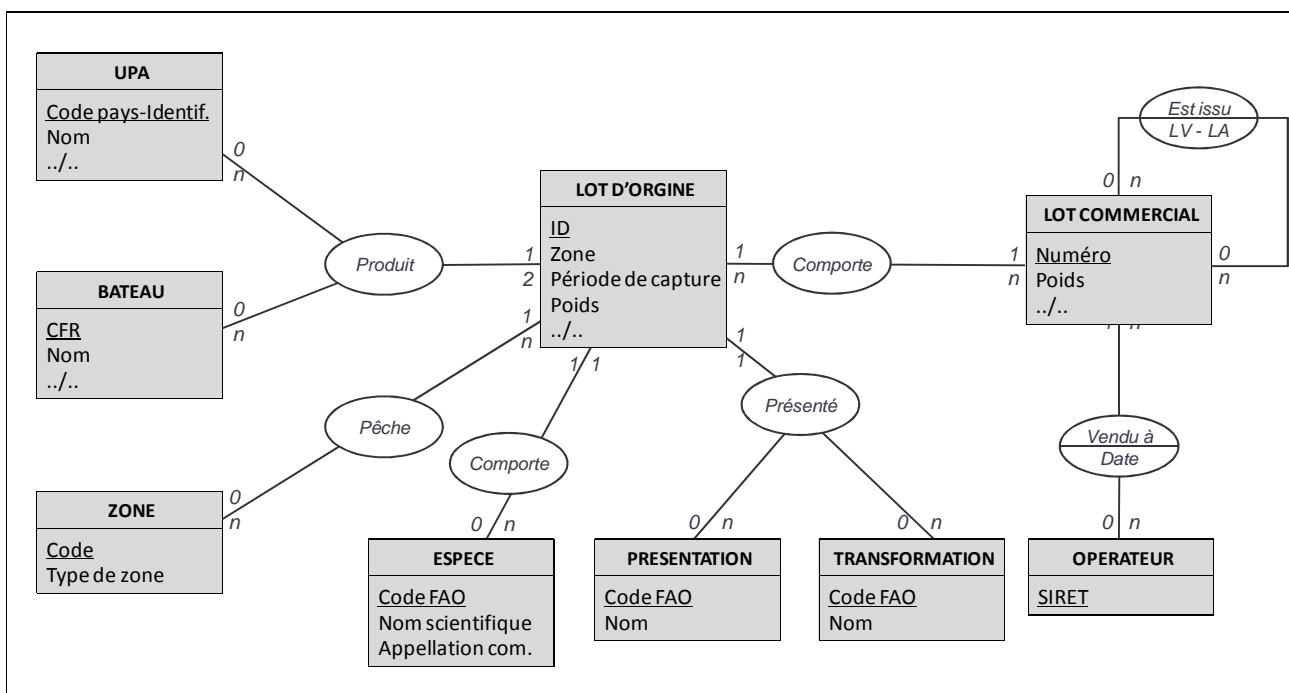 UPA
Code pays-Identif.
Nom
../..
0
n
BATEAU
CFR
Nom
../..
0
n
ZONE
Code
Type de zone
0
n
Produit
1
2
Pêche
1
n
Comporte
1 1
0 n
LOT D'ORGINE
ID
Zone
Période de capture
Poids
../..
1
n
Comporte
1
n
1
1
Présenté
0 n
0 n
ESPECE
Code FAO
Nom scientifique
Appellation com.
PRESENTATION
Code FAO
Nom
TRANSFORMATION
Code FAO
Nom
Est issu
LV - LA
0 n
0
n
LOT COMMERCIAL
Numéro
Poids
../..
n
Vendu à
Date
0 n
OPERATEUR
SIRET